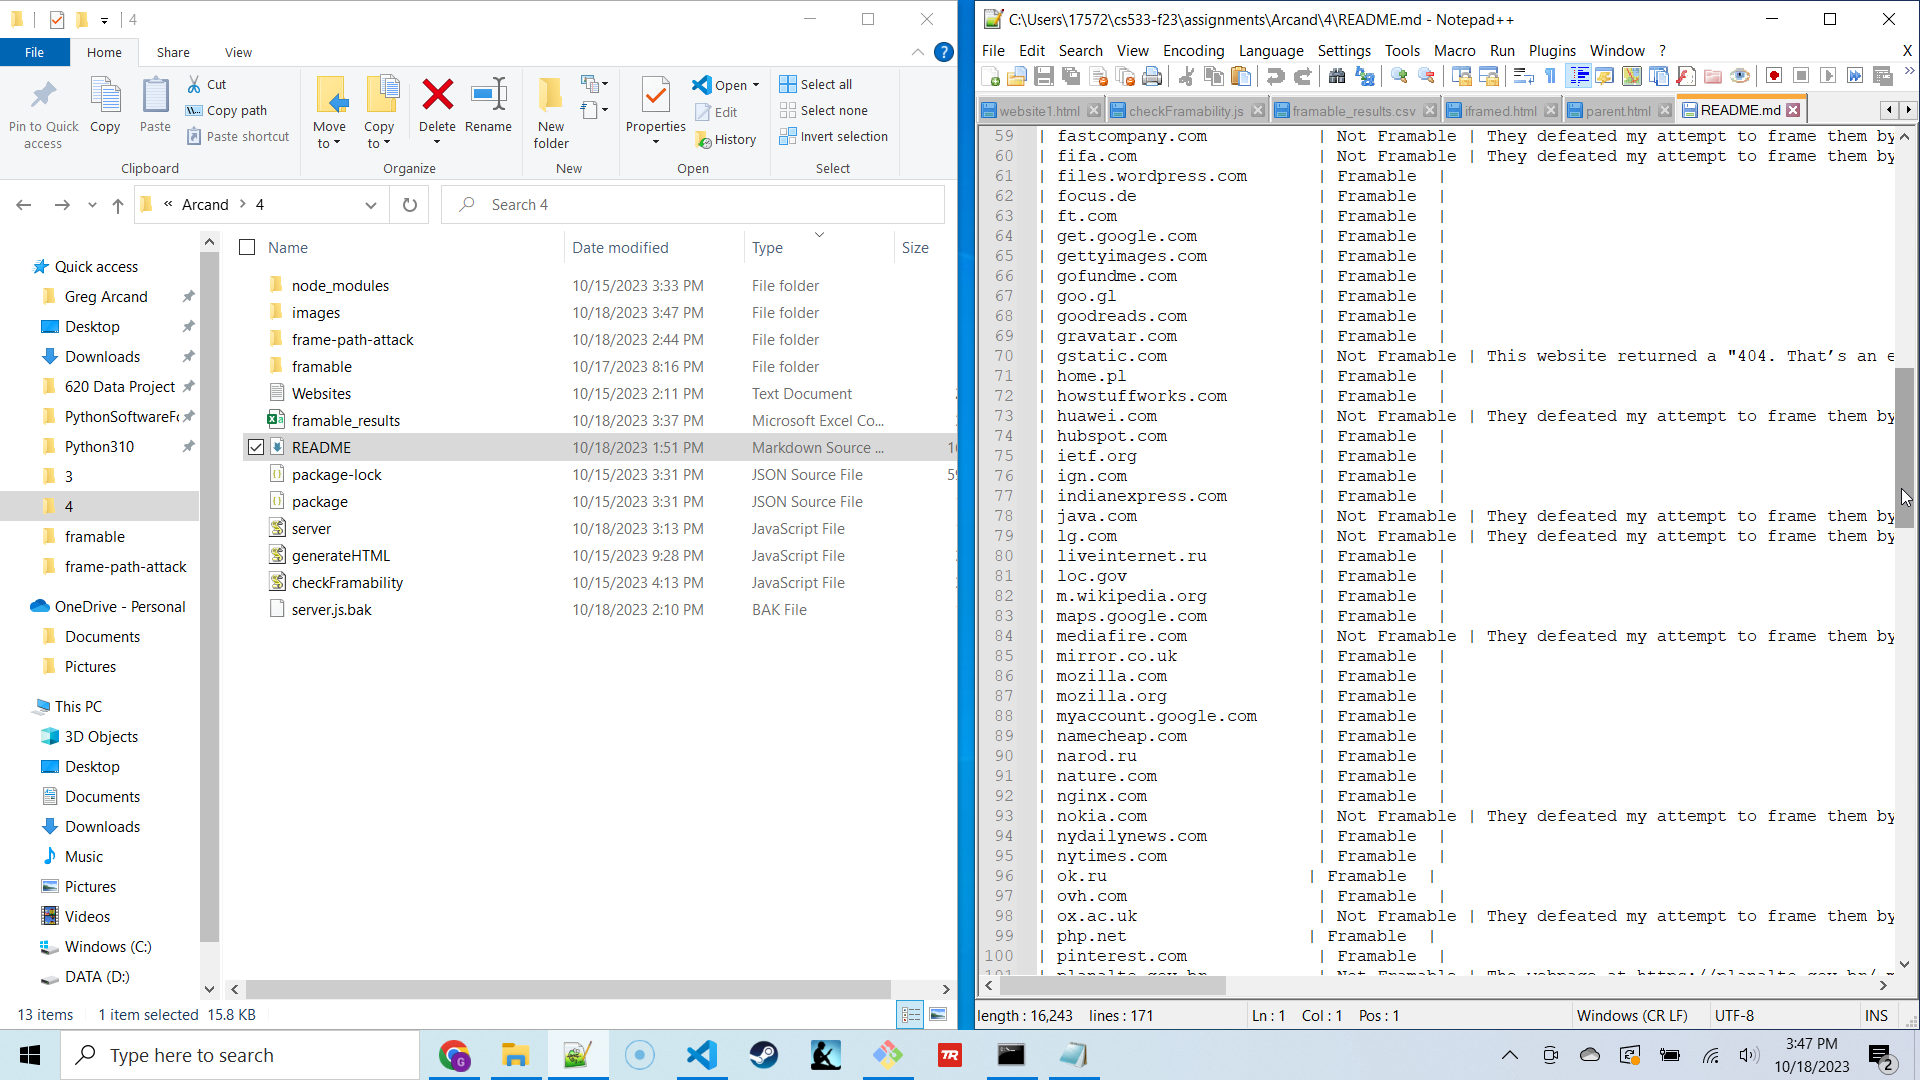 4
File
Home
Share
View
Pin to Quick access
Copy
Paste
Cut
Copy path
Paste shortcut
Move to
Copy to
Delete
Rename
New folder
Properties
Open
Edit
History
Select all
Select none
Invert selection
Clipboard
Organize
New
Open
Select
« Arcand > 4
Search 4
Name
Date modified
Type
Size
node_modules 10/15/2023 3:33 PM File folder
images 10/18/2023 3:47 PM File folder
frame-path-attack 10/18/2023 2:44 PM File folder
framable 10/17/2023 8:16 PM File folder
Websites 10/15/2023 2:11 PM Text Document
framable_results 10/18/2023 3:37 PM Microsoft Excel Co...
README 10/18/2023 1:51 PM Markdown Source ...
package-lock 10/15/2023 3:31 PM JSON Source File
package 10/15/2023 3:31 PM JSON Source File
server 10/18/2023 3:13 PM JavaScript File
generateHTML 10/15/2023 9:28 PM JavaScript File
checkFramability 10/15/2023 4:13 PM JavaScript File
server.js.bak 10/18/2023 2:10 PM BAK File
Quick access
Greg Arcand
Desktop
Downloads
620 Data Project
PythonSoftwareFo
Python310
3
4
framable
frame-path-attack
OneDrive - Personal
Documents
Pictures
This PC
3D Objects
Desktop
Documents
Downloads
Music
Pictures
Videos
Windows (C:)
DATA (D:)
13 items 1 item selected 15.8 KB
C:\Users\17572\cs533-f23\assignments\Arcand\4\README.md - Notepad++
File Edit Search View Encoding Language Settings Tools Macro Run Plugins Window ? X
website1.html checkFramability.js framable_results.csv iframed.html parent.html README.md
59 | fastcompany.com | Not Framable | They defeated my attempt to frame them by
60 | fifa.com | Not Framable | They defeated my attempt to frame them by
61 | files.wordpress.com | Framable |
62 | focus.de | Framable |
63 | ft.com | Framable |
64 | get.google.com | Framable |
65 | gettyimages.com | Framable |
66 | gofundme.com | Framable |
67 | goo.gl | Framable |
68 | goodreads.com | Framable |
69 | gravatar.com | Framable |
70 | gstatic.com | Not Framable | This website returned a "404. That’s an e
71 | home.pl | Framable |
72 | howstuffworks.com | Framable |
73 | huawei.com | Not Framable | They defeated my attempt to frame them by
74 | hubspot.com | Framable |
75 | ietf.org | Framable |
76 | ign.com | Framable |
77 | indianexpress.com | Framable |
78 | java.com | Not Framable | They defeated my attempt to frame them by
79 | lg.com | Not Framable | They defeated my attempt to frame them by
80 | liveinternet.ru | Framable |
81 | loc.gov | Framable |
82 | m.wikipedia.org | Framable |
83 | maps.google.com | Framable |
84 | mediafire.com | Not Framable | They defeated my attempt to frame them by
85 | mirror.co.uk | Framable |
86 | mozilla.com | Framable |
87 | mozilla.org | Framable |
88 | myaccount.google.com | Framable |
89 | namecheap.com | Framable |
90 | narod.ru | Framable |
91 | nature.com | Framable |
92 | nginx.com | Framable |
93 | nokia.com | Not Framable | They defeated my attempt to frame them by
94 | nydailynews.com | Framable |
95 | nytimes.com | Framable |
96 | ok.ru | Framable |
97 | ovh.com | Framable |
98 | ox.ac.uk | Not Framable | They defeated my attempt to frame them by
99 | php.net | Framable |
100 | pinterest.com | Framable |
101 | planalto.gov.br | Not Framable | The webpage at https://planalto.gov.br/
length : 16,243 lines : 171 Ln : 1 Col : 1 Pos : 1 Windows (CR LF) UTF-8 INS
Type here to search
3:47 PM
10/18/2023
2